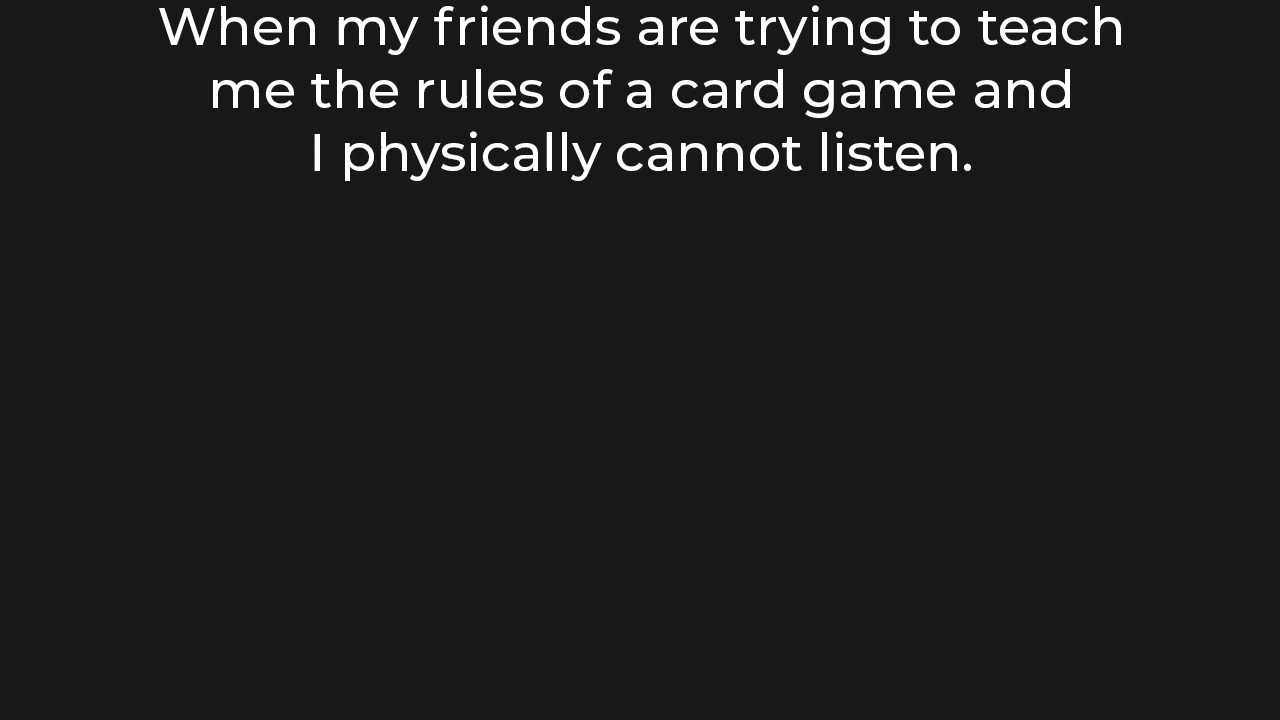 When my friends are trying to teach
me the rules of a card game and
I physically cannot listen.